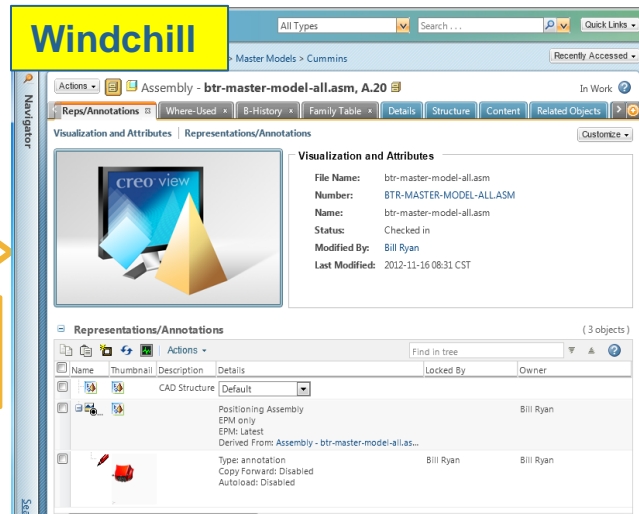 Windchill
All Types
Search . . .
Quick Links
> Master Models > Cummins
Recently Accessed
Navigator
Actions
Assembly - btr-master-model-all.asm, A.20
In Work
Reps/Annotations
Where-Used
B-History
Family Table
Details
Structure
Content
Related Objects
Visualization and Attributes | Representations/Annotations
Customize
creo view
Visualization and Attributes
File Name: btr-master-model-all.asm
Number: BTR-MASTER-MODEL-ALL.ASM
Name: btr-master-model-all.asm
Status: Checked in
Modified By: Bill Ryan
Last Modified: 2012-11-16 08:31 CST
Representations/Annotations
( 3 objects )
Actions
Find in tree
Name Thumbnail Description Details Locked By Owner
CAD Structure Default
Positioning Assembly Bill Ryan
EPM only
EPM: Latest
Derived From: Assembly - btr-master-model-all.as...
Type: annotation Bill Ryan Bill Ryan
Copy Forward: Disabled
Autoload: Disabled